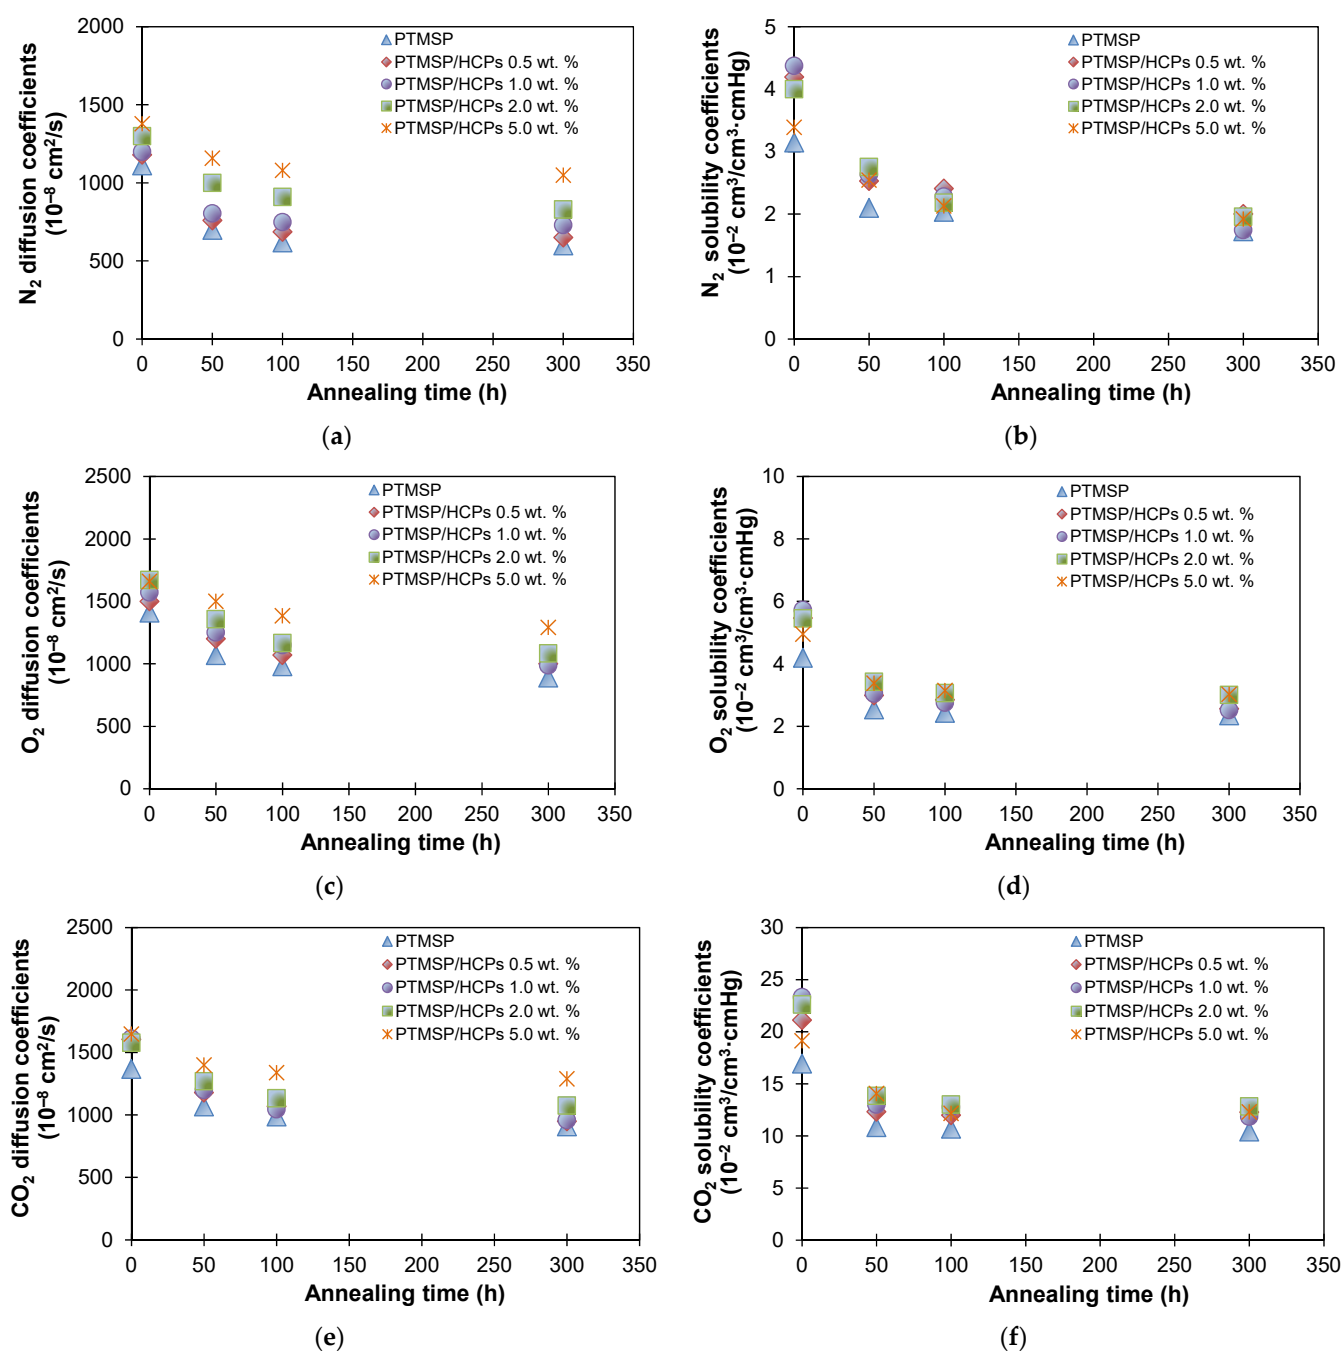 N2 diffusion coefficients
(10–8 cm2/s)
2000
1500
1000
500
0
PTMSP
PTMSP/HCPs 0.5 wt. %
PTMSP/HCPs 1.0 wt. %
PTMSP/HCPs 2.0 wt. %
PTMSP/HCPs 5.0 wt. %
0 50 100 150 200 250 300 350
Annealing time (h)
(a)
N2 solubility coefficients
(10–2 cm3/cm3·cmHg)
5
4
3
2
1
0
PTMSP
PTMSP/HCPs 0.5 wt. %
PTMSP/HCPs 1.0 wt. %
PTMSP/HCPs 2.0 wt. %
PTMSP/HCPs 5.0 wt. %
0 50 100 150 200 250 300 350
Annealing time (h)
(b)
O2 diffusion coefficients
(10–8 cm2/s)
2500
2000
1500
1000
500
0
PTMSP
PTMSP/HCPs 0.5 wt. %
PTMSP/HCPs 1.0 wt. %
PTMSP/HCPs 2.0 wt. %
PTMSP/HCPs 5.0 wt. %
0 50 100 150 200 250 300 350
Annealing time (h)
(c)
O2 solubility coefficients
(10–2 cm3/cm3·cmHg)
10
8
6
4
2
0
PTMSP
PTMSP/HCPs 0.5 wt. %
PTMSP/HCPs 1.0 wt. %
PTMSP/HCPs 2.0 wt. %
PTMSP/HCPs 5.0 wt. %
0 50 100 150 200 250 300 350
Annealing time (h)
(d)
CO2 diffusion coefficients
(10–8 cm2/s)
2500
2000
1500
1000
500
0
PTMSP
PTMSP/HCPs 0.5 wt. %
PTMSP/HCPs 1.0 wt. %
PTMSP/HCPs 2.0 wt. %
PTMSP/HCPs 5.0 wt. %
0 50 100 150 200 250 300 350
Annealing time (h)
(e)
CO2 solubility coefficients
(10–2 cm3/cm3·cmHg)
30
25
20
15
10
5
0
PTMSP
PTMSP/HCPs 0.5 wt. %
PTMSP/HCPs 1.0 wt. %
PTMSP/HCPs 2.0 wt. %
PTMSP/HCPs 5.0 wt. %
0 50 100 150 200 250 300 350
Annealing time (h)
(f)